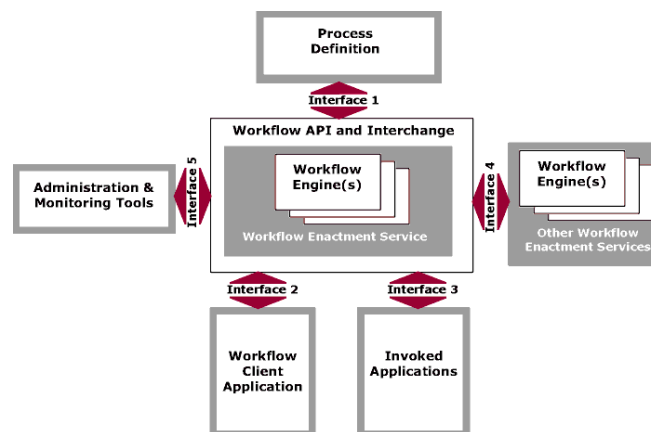 Process
Definition
Interface 1
Workflow API and Interchange
Workflow
Engine(s)
Workflow Enactment Service
Interface 5
Administration &
Monitoring Tools
Interface 4
Workflow
Engine(s)
Other Workflow
Enactment Services
Interface 2
Interface 3
Workflow
Client
Application
Invoked
Applications